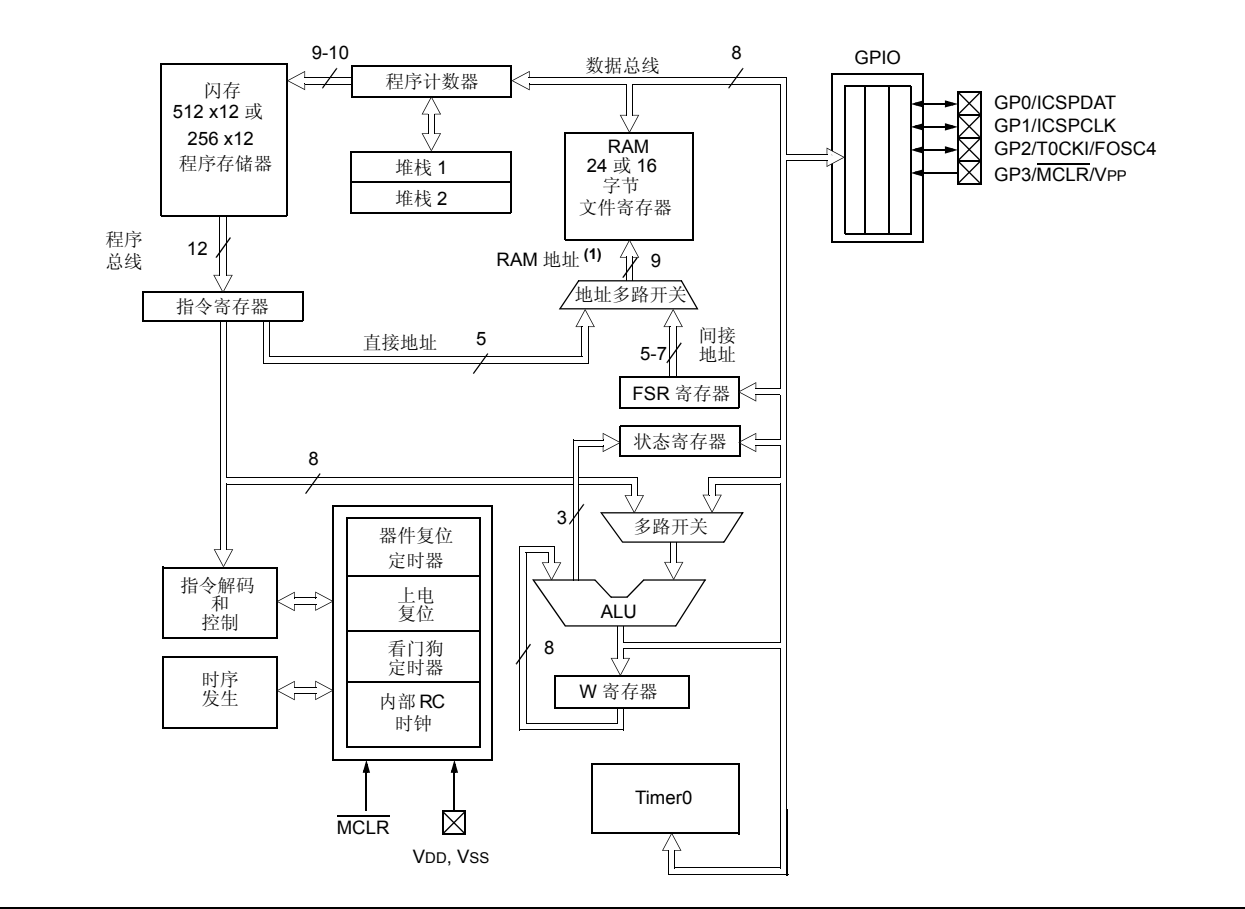 9-10
数据总线
8
闪存
512 x12 或
256 x12
程序存储器
程序计数器
堆栈 1
堆栈 2
RAM
24 或 16
字节
文件寄存器
GPIO
GP0/ICSPDAT
GP1/ICSPCLK
GP2/T0CKI/FOSC4
GP3/MCLR/VPP
程序
总线
12
RAM 地址 (1)
9
指令寄存器
地址多路开关
直接地址
5
5-7
间接
地址
FSR 寄存器
状态寄存器
8
3
多路开关
器件复位
定时器
上电
复位
看门狗
定时器
内部 RC
时钟
指令解码
和
控制
时序
发生
ALU
8
W 寄存器
Timer0
MCLR
VDD, VSS